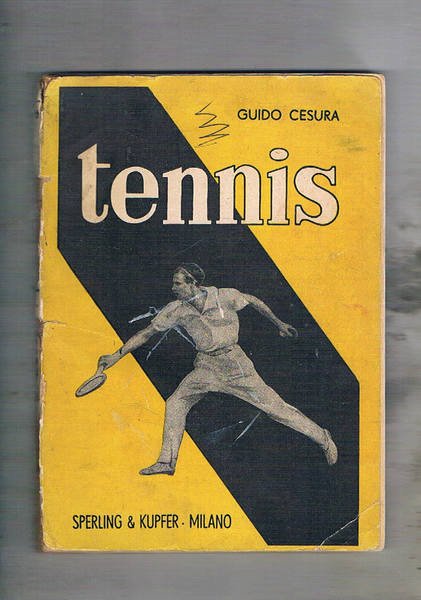 GUIDO CESURA
tennis
SPERLING & KUPFER - MILANO